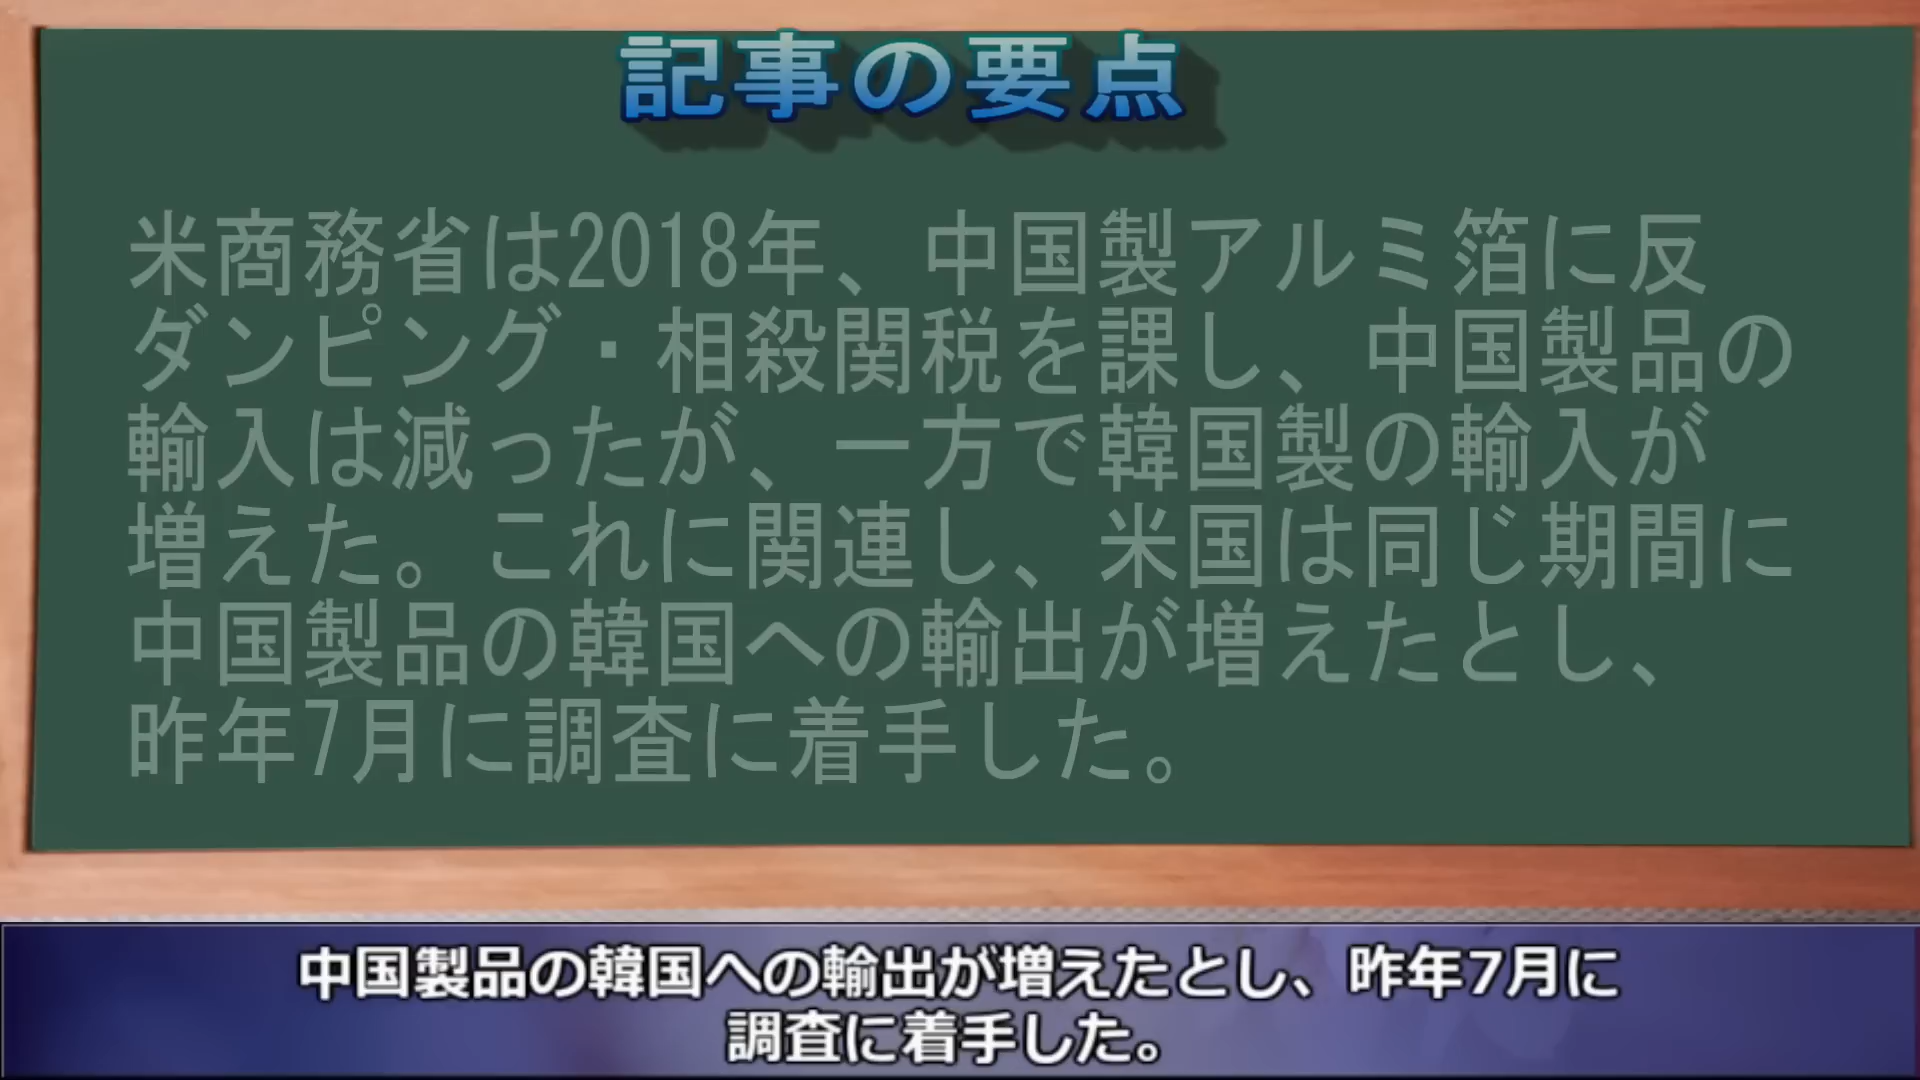 記事の要点
米商務省は2018年、中国製アルミ箔に反
ダンピング・相殺関税を課し、中国製品の
輸入は減ったが、一方で韓国製の輸入が
増えた。これに関連し、米国は同じ期間に
中国製品の韓国への輸出が増えたとし、
昨年7月に調査に着手した。
中国製品の韓国への輸出が増えたとし、昨年7月に
調査に着手した。